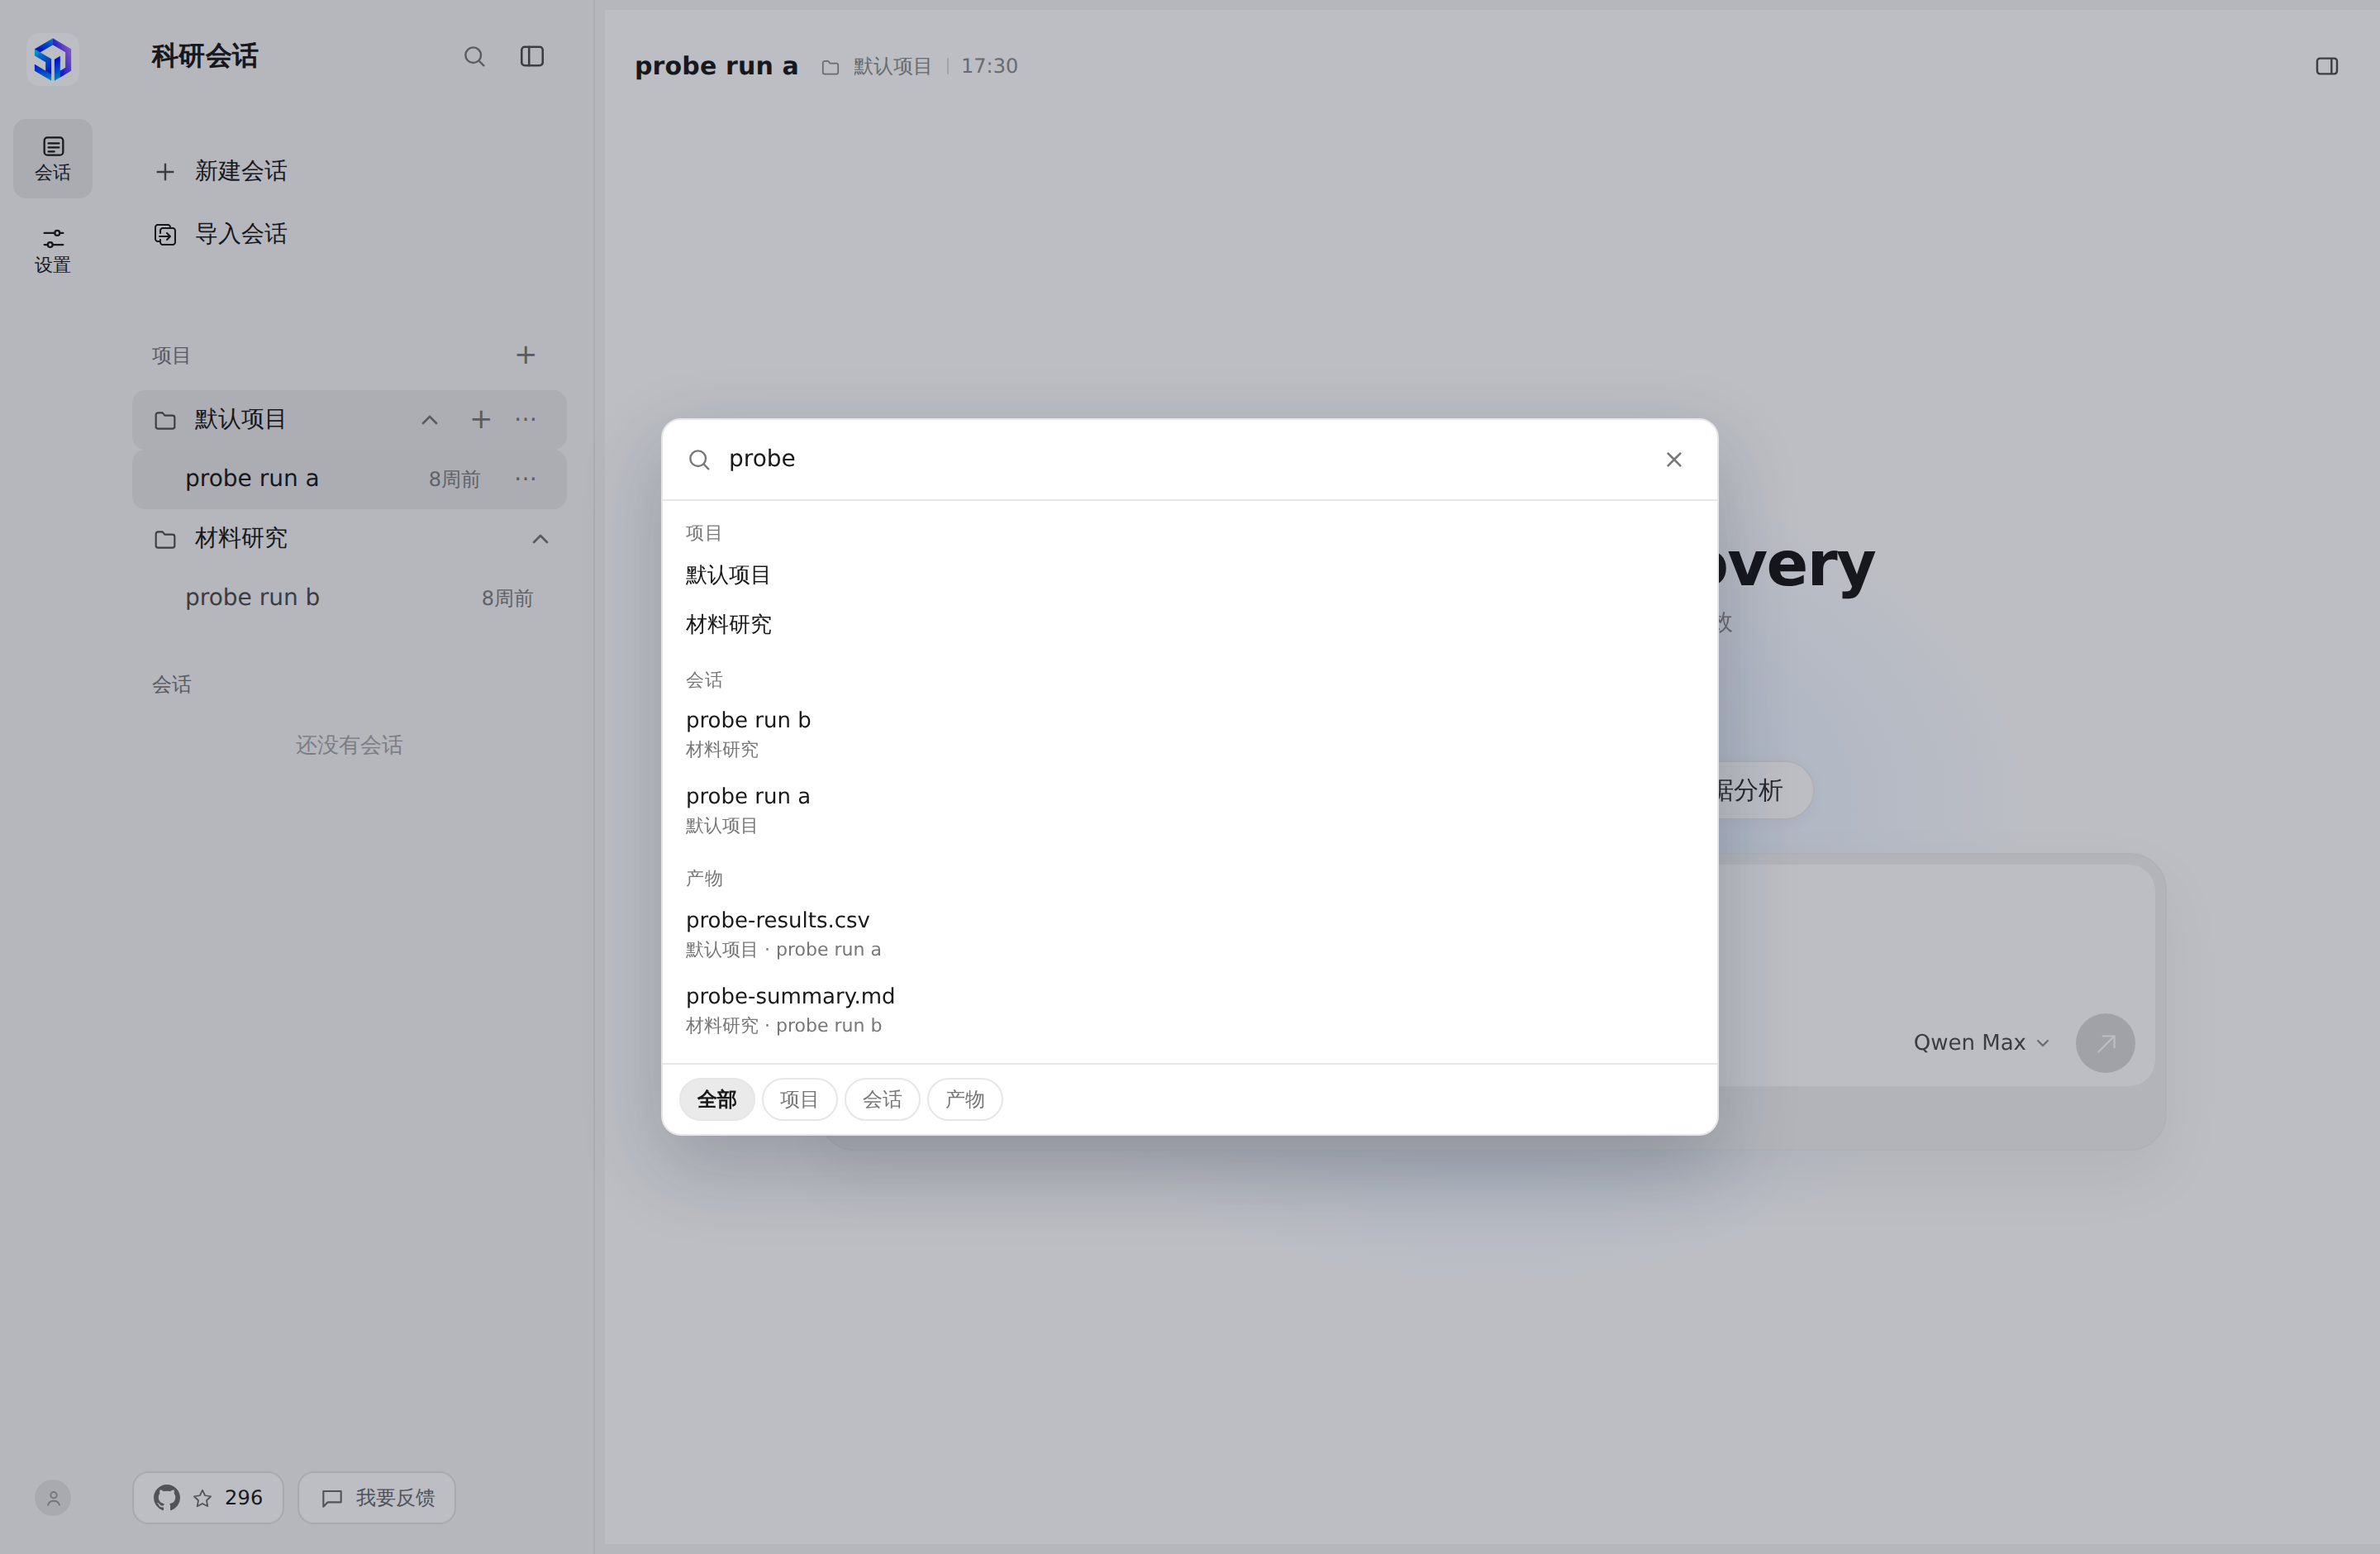 科研会话
会话
设置
新建会话
导入会话
项目
默认项目
probe run a 8周前
材料研究
probe run b 8周前
会话
还没有会话
296
我要反馈
probe run a 默认项目 17:30
probe
项目
默认项目
材料研究
会话
probe run b
材料研究
probe run a
默认项目
产物
probe-results.csv
默认项目 · probe run a
probe-summary.md
材料研究 · probe run b
全部 项目 会话 产物
overy
分析
Qwen Max